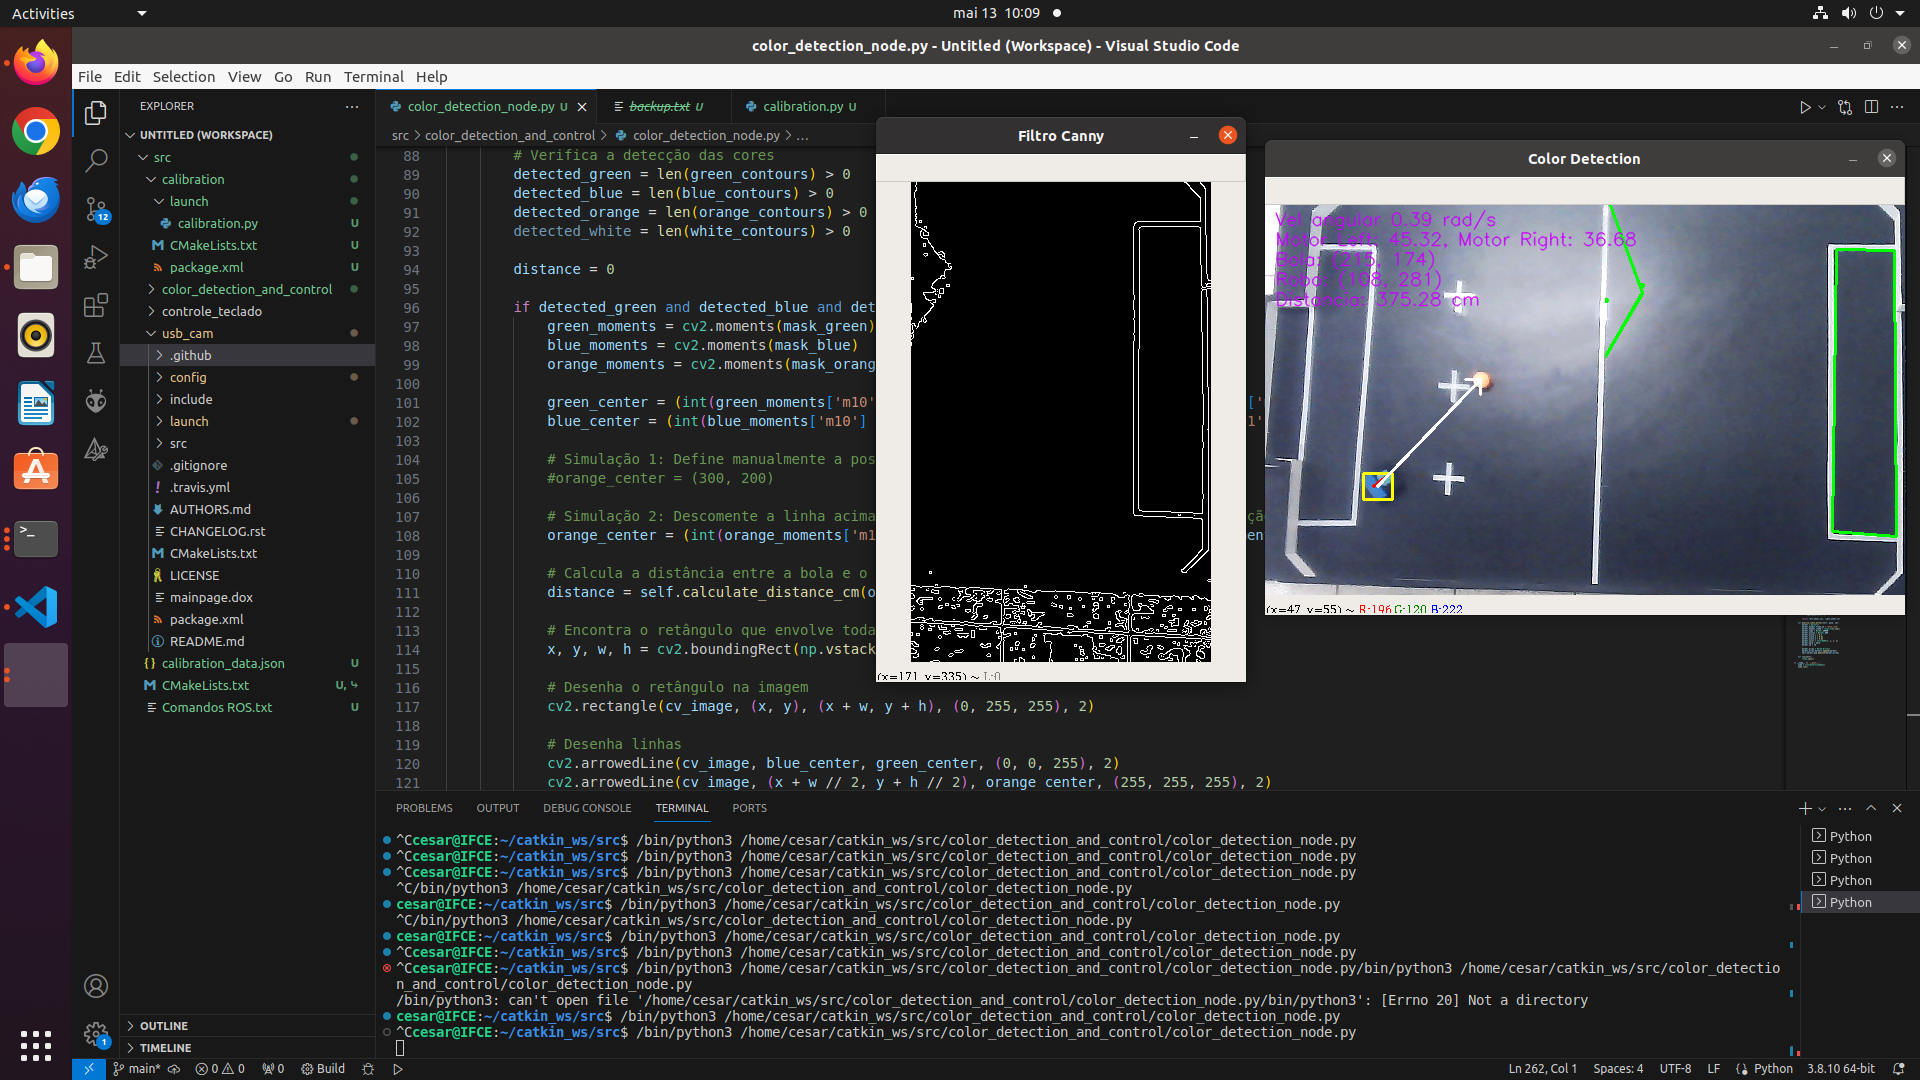 Activities
mai 13 10:09
color_detection_node.py - Untitled (Workspace) - Visual Studio Code
File Edit Selection View Go Run Terminal Help
EXPLORER
UNTITLED (WORKSPACE)
src
calibration
launch
calibration.py U
CMakeLists.txt U
package.xml U
color_detection_and_control
controle_teclado
usb_cam
.github
config
include
launch
src
.gitignore
.travis.yml
AUTHORS.md
CHANGELOG.rst
CMakeLists.txt
LICENSE
mainpage.dox
package.xml
README.md
calibration_data.json U
CMakeLists.txt U,
Comandos ROS.txt U
OUTLINE
TIMELINE
12
1
color_detection_node.py U
backup.txt U
calibration.py U
src > color_detection_and_control > color_detection_node.py > ...
88 # Verifica a detecção das cores
89 detected_green = len(green_contours) > 0
90 detected_blue = len(blue_contours) > 0
91 detected_orange = len(orange_contours) > 0
92 detected_white = len(white_contours) > 0
93
94 distance = 0
95
96 if detected_green and detected_blue and det
97 green_moments = cv2.moments(mask_green)
98 blue_moments = cv2.moments(mask_blue)
99 orange_moments = cv2.moments(mask_orang
100
101 green_center = (int(green_moments['m10' ['
102 blue_center = (int(blue_moments['m10'] 1'
103
104 # Simulação 1: Define manualmente a pos
105 #orange_center = (300, 200)
106
107 # Simulação 2: Descomente a linha acima ção
108 orange_center = (int(orange_moments['m1 en
109
110 # Calcula a distância entre a bola e o
111 distance = self.calculate_distance_cm(o
112
113 # Encontra o retângulo que envolve toda
114 x, y, w, h = cv2.boundingRect(np.vstack
115
116 # Desenha o retângulo na imagem
117 cv2.rectangle(cv_image, (x, y), (x + w, y + h), (0, 255, 255), 2)
118
119 # Desenha linhas
120 cv2.arrowedLine(cv_image, blue_center, green_center, (0, 0, 255), 2)
121 cv2.arrowedLine(cv_image, (x + w // 2, y + h // 2), orange_center, (255, 255, 255), 2)
Filtro Canny
(x=171, y=335) ~ L:0
Color Detection
Vel angular 0.39 rad/s
Motor Left: 45.32, Motor Right: 36.68
Bola: (215, 174)
Robo: (108, 281)
Distancia: 375.28 cm
(x=47, y=55) ~ R:196 G:120 B:222
PROBLEMS OUTPUT DEBUG CONSOLE TERMINAL PORTS
^Ccesar@IFCE:~/catkin_ws/src$ /bin/python3 /home/cesar/catkin_ws/src/color_detection_and_control/color_detection_node.py
^Ccesar@IFCE:~/catkin_ws/src$ /bin/python3 /home/cesar/catkin_ws/src/color_detection_and_control/color_detection_node.py
^Ccesar@IFCE:~/catkin_ws/src$ /bin/python3 /home/cesar/catkin_ws/src/color_detection_and_control/color_detection_node.py
^C/bin/python3 /home/cesar/catkin_ws/src/color_detection_and_control/color_detection_node.py
cesar@IFCE:~/catkin_ws/src$ /bin/python3 /home/cesar/catkin_ws/src/color_detection_and_control/color_detection_node.py
^C/bin/python3 /home/cesar/catkin_ws/src/color_detection_and_control/color_detection_node.py
cesar@IFCE:~/catkin_ws/src$ /bin/python3 /home/cesar/catkin_ws/src/color_detection_and_control/color_detection_node.py
^Ccesar@IFCE:~/catkin_ws/src$ /bin/python3 /home/cesar/catkin_ws/src/color_detection_and_control/color_detection_node.py
^Ccesar@IFCE:~/catkin_ws/src$ /bin/python3 /home/cesar/catkin_ws/src/color_detection_and_control/color_detection_node.py/bin/python3 /home/cesar/catkin_ws/src/color_detectio
n_and_control/color_detection_node.py
/bin/python3: can't open file '/home/cesar/catkin_ws/src/color_detection_and_control/color_detection_node.py/bin/python3': [Errno 20] Not a directory
cesar@IFCE:~/catkin_ws/src$ /bin/python3 /home/cesar/catkin_ws/src/color_detection_and_control/color_detection_node.py
^Ccesar@IFCE:~/catkin_ws/src$ /bin/python3 /home/cesar/catkin_ws/src/color_detection_and_control/color_detection_node.py
Python
Python
Python
Python
main* 0 0 0 Build
Ln 262, Col 1 Spaces: 4 UTF-8 LF Python 3.8.10 64-bit